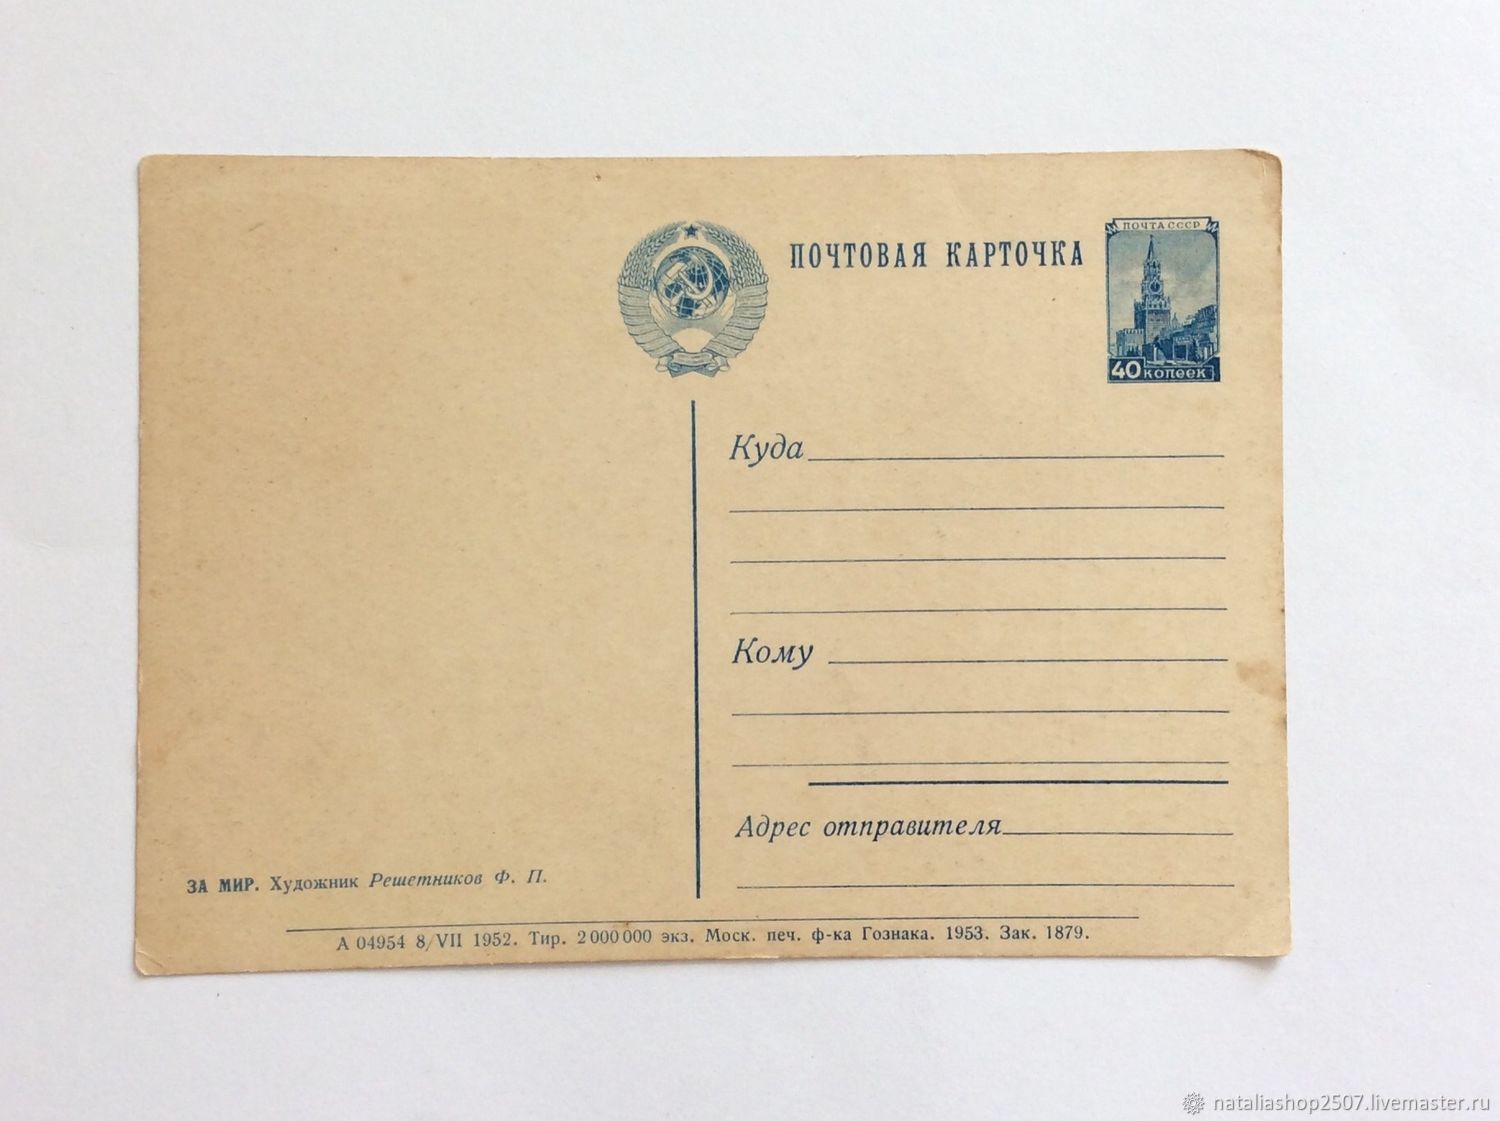 ПОЧТОВАЯ КАРТОЧКА
ПОЧТА СССР
40 КОПЕЕК
Куда
Кому
Адрес отправителя
ЗА МИР. Художник Решетников Ф. П.
А 04954 8/VII 1952. Тир. 2 000 000 экз. Моск. печ. ф-ка Гознака. 1953. Зак. 1879.
nataliashop2507.livemaster.ru